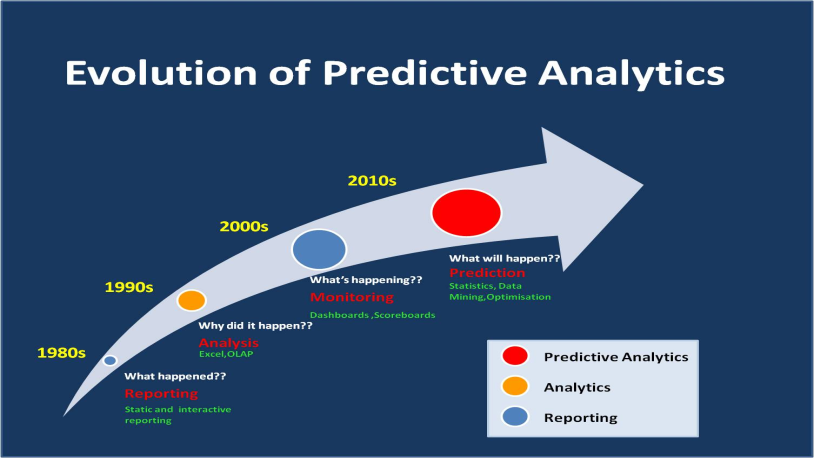 Evolution of Predictive Analytics
2010s
2000s
1990s
1980s
What will happen??
Prediction
Statistics, Data
Mining,Optimisation
What's happening??
Monitoring
Dashboards ,Scoreboards
Why did it happen??
Analysis
Excel,OLAP
What happened??
Reporting
Static and interactive
reporting
Predictive Analytics
Analytics
Reporting